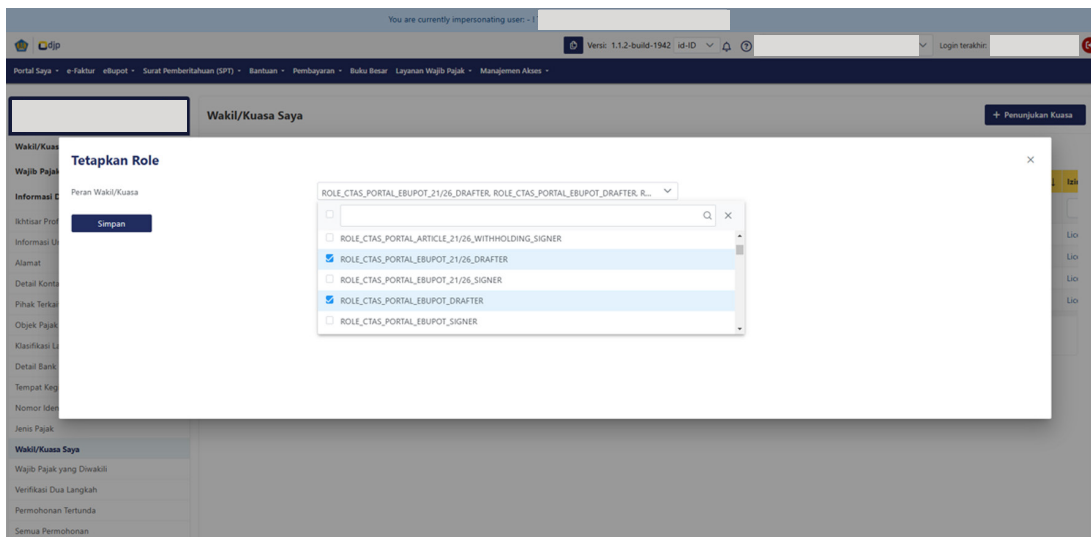 You are currently impersonating user: -
djp
Versi: 1.1.2-build-1942 id-ID Login terakhir:
Portal Saya e-Faktur eBupot Surat Pemberitahuan (SPT) Bantuan Pembayaran Buku Besar Layanan Wajib Pajak Manajemen Akses
Wakil/Kuasa Saya
+ Penunjukan Kuasa
Tetapkan Role
Peran Wakil/Kuasa
ROLE_CTAS_PORTAL_EBUPOT_21/26_DRAFTER, ROLE_CTAS_PORTAL_EBUPOT_DRAFTER, R...
Simpan
ROLE_CTAS_PORTAL_ARTICLE_21/26_WITHHOLDING_SIGNER
ROLE_CTAS_PORTAL_EBUPOT_21/26_DRAFTER
ROLE_CTAS_PORTAL_EBUPOT_21/26_SIGNER
ROLE_CTAS_PORTAL_EBUPOT_DRAFTER
ROLE_CTAS_PORTAL_EBUPOT_SIGNER
Wakil/Kuas
Wajib Pajak
Informasi D
Ikhtisar Prof
Informasi U
Alamat
Detail Konta
Pihak Terkai
Objek Pajak
Klasifikasi La
Detail Bank
Tempat Keg
Nomor Iden
Jenis Pajak
Wakil/Kuasa Saya
Wajib Pajak yang Diwakili
Verifikasi Dua Langkah
Permohonan Tertunda
Semua Permohonan